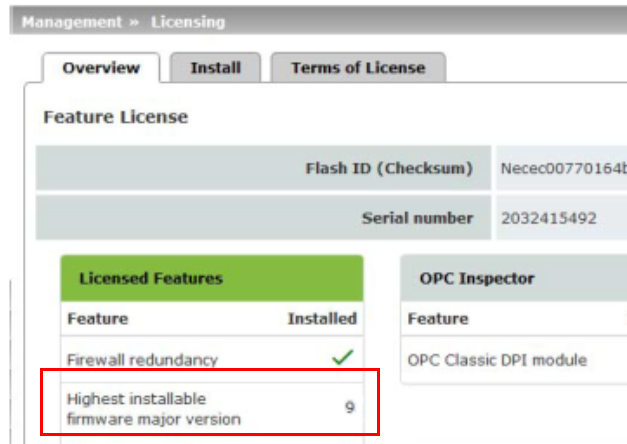 Management » Licensing
Overview Install Terms of License
Feature License
Flash ID (Checksum) Necec00770164b
Serial number 2032415492
Licensed Features OPC Inspector
Feature Installed Feature
Firewall redundancy OPC Classic DPI module
Highest installable
firmware major version 9